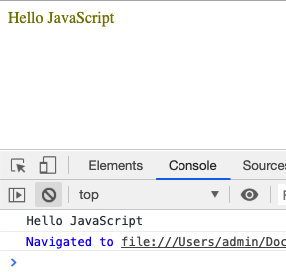 Hello JavaScript
Elements Console Sources
top
Hello JavaScript
Navigated to file:///Users/admin/Doc